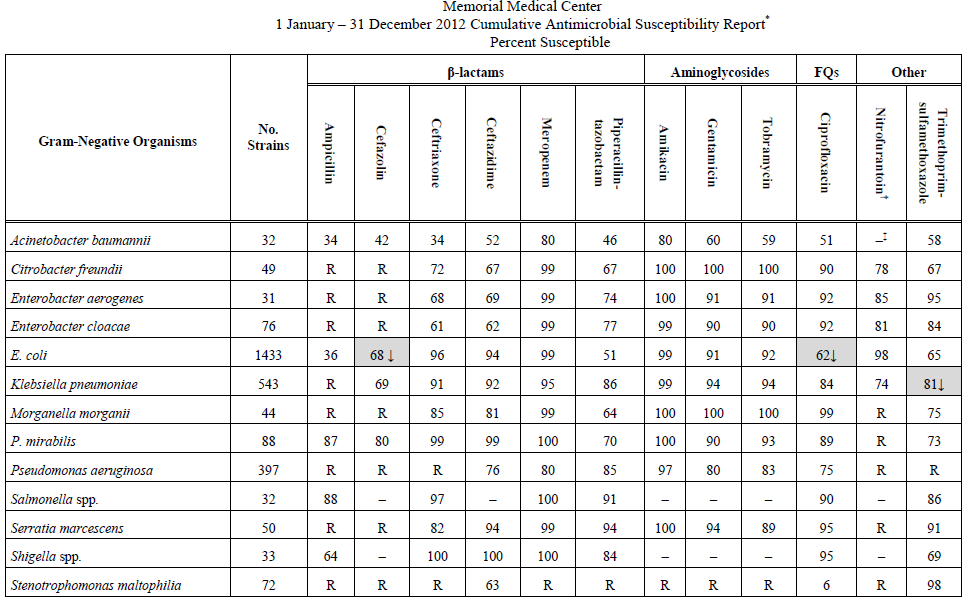 Memorial Medical Center
1 January – 31 December 2012 Cumulative Antimicrobial Susceptibility Report*
Percent Susceptible
Gram-Negative Organisms No. Strains β-lactams Aminoglycosides FQs Other
Ampicillin Cefazolin Ceftriaxone Ceftazidime Meropenem Piperacillin-tazobactam Amikacin Gentamicin Tobramycin Ciprofloxacin Nitrofurantoin† Trimethoprim-sulfamethoxazole
Acinetobacter baumannii 32 34 42 34 52 80 46 80 60 59 51 –‡ 58
Citrobacter freundii 49 R R 72 67 99 67 100 100 100 90 78 67
Enterobacter aerogenes 31 R R 68 69 99 74 100 91 91 92 85 95
Enterobacter cloacae 76 R R 61 62 99 77 99 90 90 92 81 84
E. coli 1433 36 68 ↓ 96 94 99 51 99 91 92 62↓ 98 65
Klebsiella pneumoniae 543 R 69 91 92 95 86 99 94 94 84 74 81↓
Morganella morganii 44 R R 85 81 99 64 100 100 100 99 R 75
P. mirabilis 88 87 80 99 99 100 70 100 90 93 89 R 73
Pseudomonas aeruginosa 397 R R R 76 80 85 97 80 83 75 R R
Salmonella spp. 32 88 – 97 – 100 91 – – – 90 – 86
Serratia marcescens 50 R R 82 94 99 94 100 94 89 95 R 91
Shigella spp. 33 64 – 100 100 100 84 – – – 95 – 69
Stenotrophomonas maltophilia 72 R R R 63 R R R R R 6 R 98